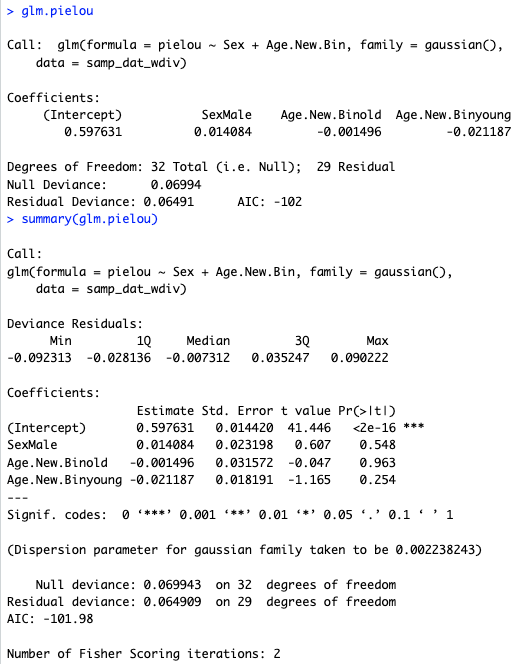 > glm.pielou

Call:  glm(formula = pielou ~ Sex + Age.New.Bin, family = gaussian(),
    data = samp_dat_wdiv)

Coefficients:
     (Intercept)          SexMale   Age.New.Binold  Age.New.Binyoung
        0.597631         0.014084        -0.001496         -0.021187

Degrees of Freedom: 32 Total (i.e. Null);  29 Residual
Null Deviance:      0.06994
Residual Deviance: 0.06491      AIC: -102
> summary(glm.pielou)

Call:
glm(formula = pielou ~ Sex + Age.New.Bin, family = gaussian(),
    data = samp_dat_wdiv)

Deviance Residuals:
      Min        1Q    Median        3Q       Max
-0.092313 -0.028136 -0.007312  0.035247  0.090222

Coefficients:
                  Estimate Std. Error t value Pr(>|t|)
(Intercept)       0.597631   0.014420  41.446   <2e-16 ***
SexMale           0.014084   0.023198   0.607    0.548
Age.New.Binold   -0.001496   0.031572  -0.047    0.963
Age.New.Binyoung -0.021187   0.018191  -1.165    0.254
---
Signif. codes:  0 ‘***’ 0.001 ‘**’ 0.01 ‘*’ 0.05 ‘.’ 0.1 ‘ ’ 1

(Dispersion parameter for gaussian family taken to be 0.002238243)

    Null deviance: 0.069943  on 32  degrees of freedom
Residual deviance: 0.064909  on 29  degrees of freedom
AIC: -101.98

Number of Fisher Scoring iterations: 2